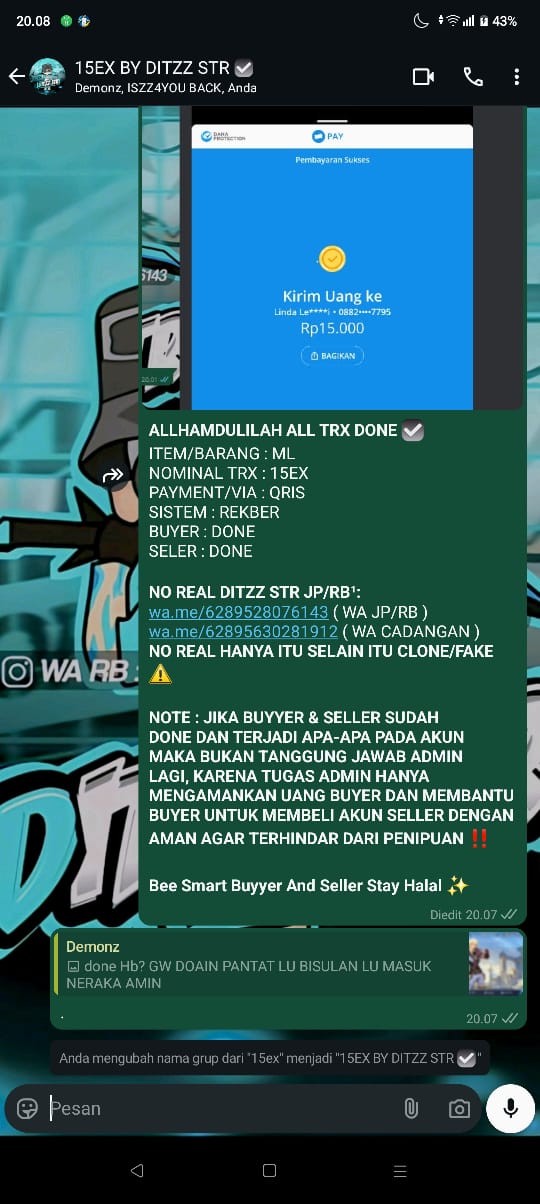 20.08
43%
15EX BY DITZZ STR ☑
Demonz, ISZZ4YOU BACK, Anda
DANA PROTECTION
PAY
Pembayaran Sukses
6143
Kirim Uang ke
Linda Le****i • 0882••••7795
Rp15.000
BAGIKAN
20.01
ALLHAMDULILAH ALL TRX DONE ☑
ITEM/BARANG : ML
NOMINAL TRX : 15EX
PAYMENT/VIA : QRIS
SISTEM : REKBER
BUYER : DONE
SELER : DONE
NO REAL DITZZ STR JP/RB¹:
wa.me/6289528076143 ( WA JP/RB )
wa.me/62895630281912 ( WA CADANGAN )
NO REAL HANYA ITU SELAIN ITU CLONE/FAKE
⚠️
WA RB :
NOTE : JIKA BUYYER & SELLER SUDAH
DONE DAN TERJADI APA-APA PADA AKUN
MAKA BUKAN TANGGUNG JAWAB ADMIN
LAGI, KARENA TUGAS ADMIN HANYA
MENGAMANKAN UANG BUYER DAN MEMBANTU
BUYER UNTUK MEMBELI AKUN SELLER DENGAN
AMAN AGAR TERHINDAR DARI PENIPUAN ‼️
Bee Smart Buyyer And Seller Stay Halal ✨
Diedit 20.07
Demonz
done Hb? GW DOAIN PANTAT LU BISULAN LU MASUK
NERAKA AMIN
.
20.07
Anda mengubah nama grup dari "15ex" menjadi "15EX BY DITZZ STR ☑"
Pesan